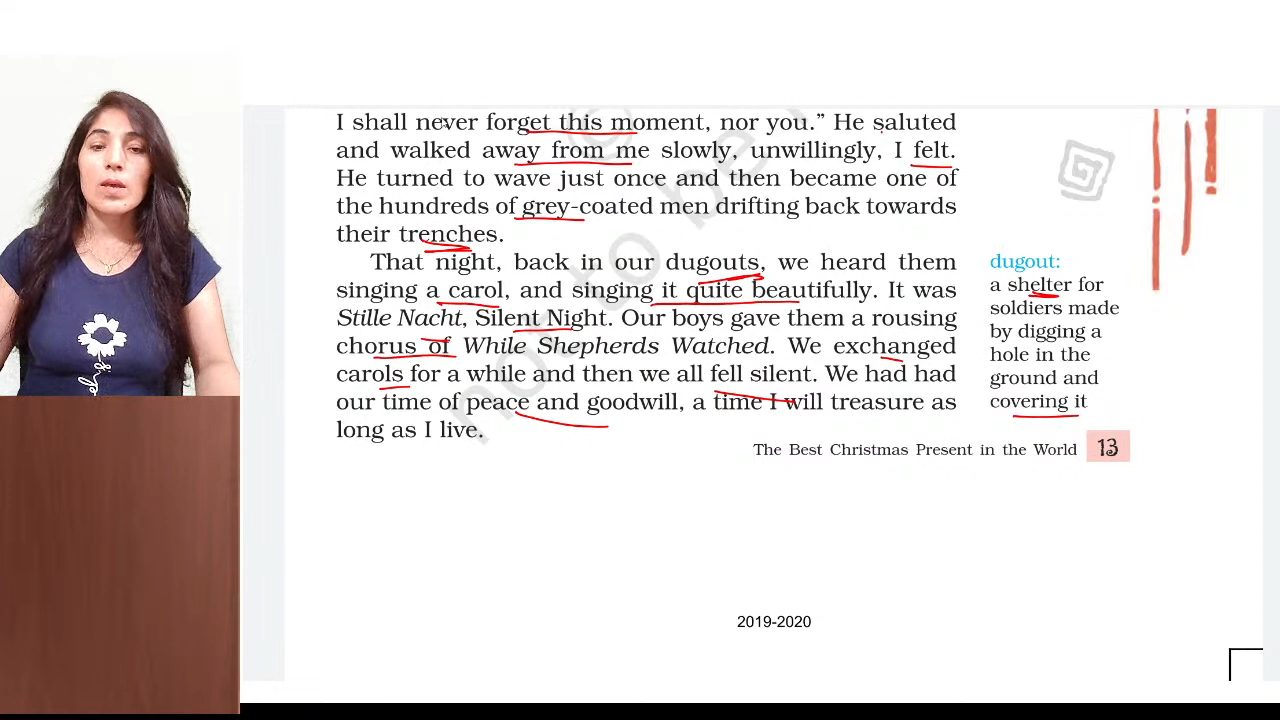 I shall never forget this moment, nor you.” He saluted
and walked away from me slowly, unwillingly, I felt.
He turned to wave just once and then became one of
the hundreds of grey-coated men drifting back towards
their trenches.
That night, back in our dugouts, we heard them
singing a carol, and singing it quite beautifully. It was
Stille Nacht, Silent Night. Our boys gave them a rousing
chorus of While Shepherds Watched. We exchanged
carols for a while and then we all fell silent. We had had
our time of peace and goodwill, a time I will treasure as
long as I live.
dugout:
a shelter for
soldiers made
by digging a
hole in the
ground and
covering it
The Best Christmas Present in the World 13
2019-2020
©
not to be